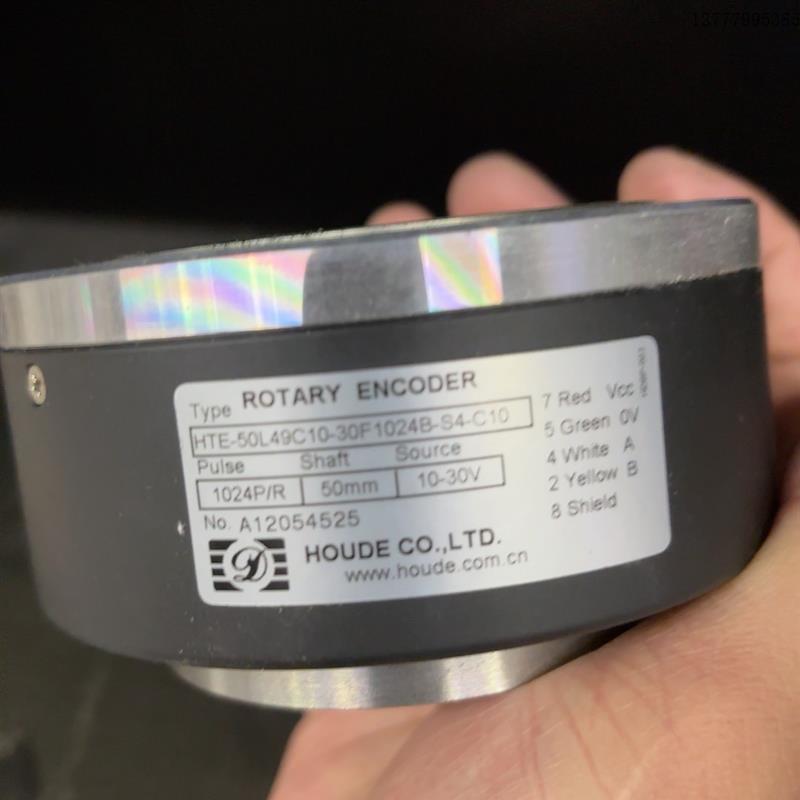 13777995365
ROTARY ENCODER
Type
HTE-50L49C10-30F1024B-S4-C10
Pulse Shaft Source
1024P/R 50mm 10-30V
No. A12054525
HOUDE CO.,LTD.
www.houde.com.cn
7 Red Vcc
5 Green 0V
4 White A
2 Yellow B
8 Shield